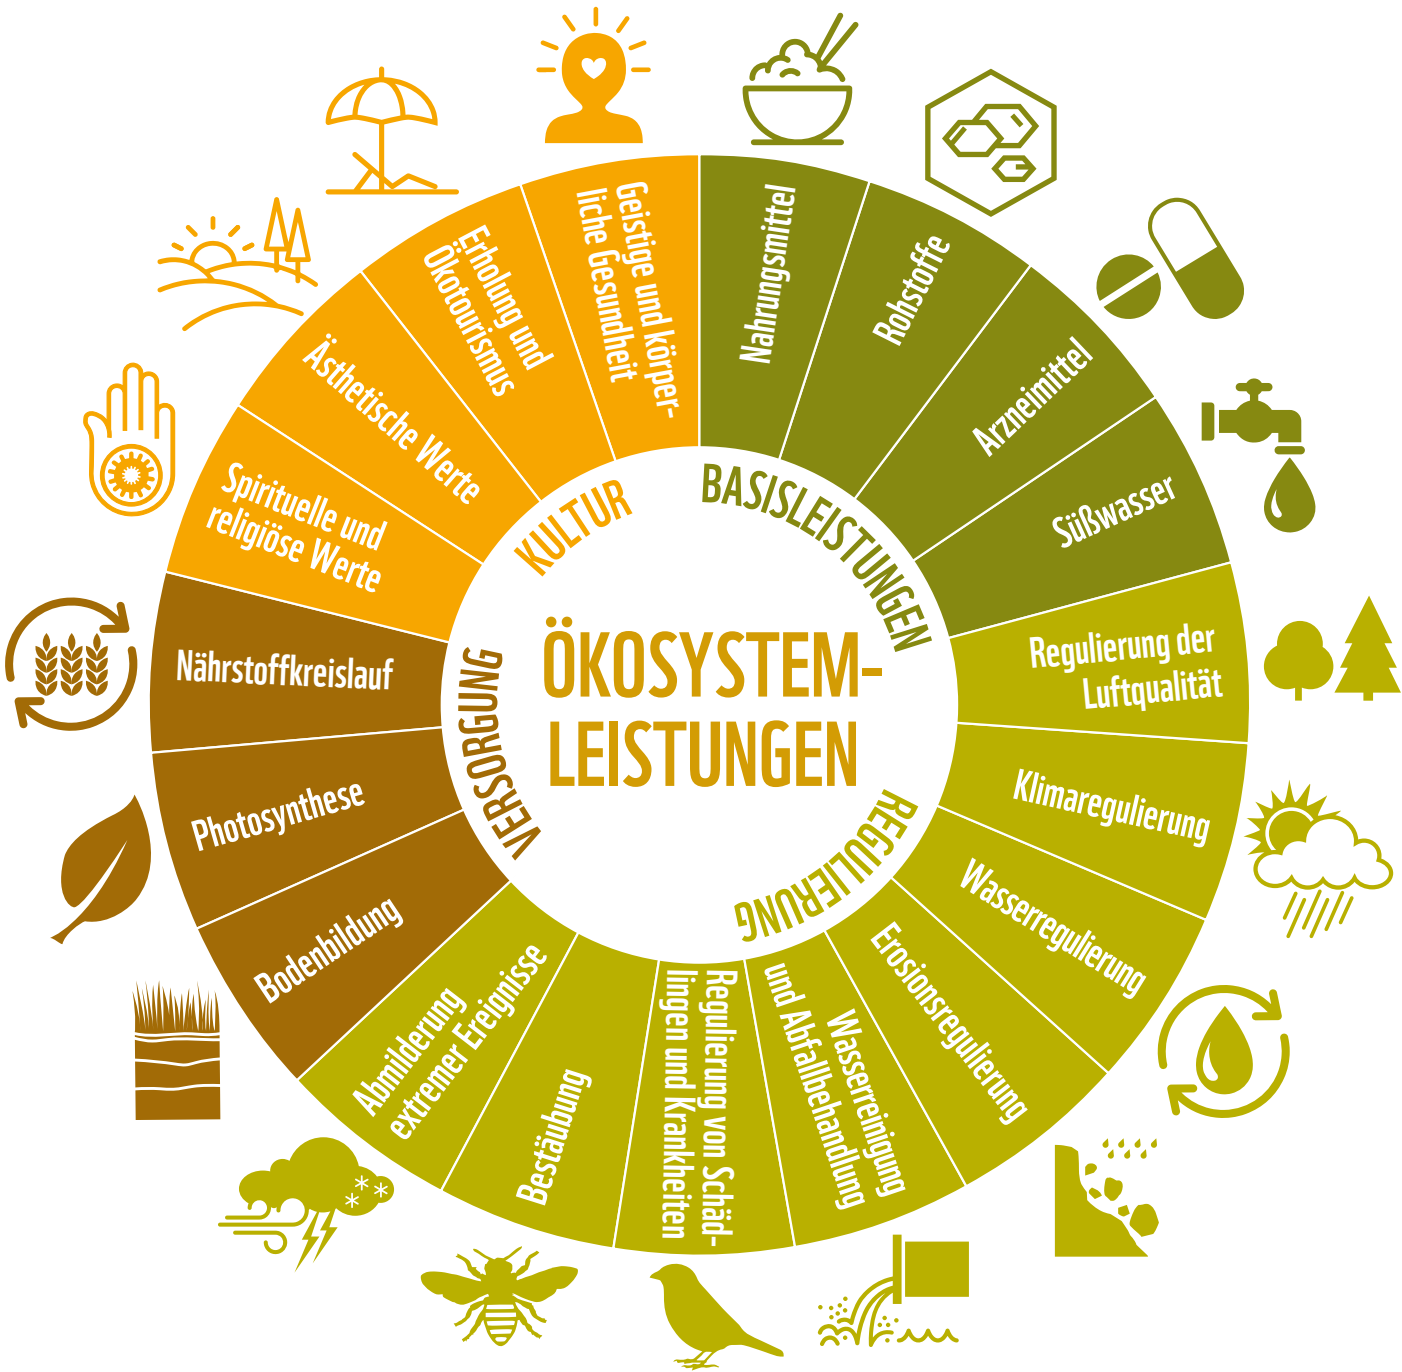 ÖKOSYSTEM-
LEISTUNGEN
BASISLEISTUNGEN
Nahrungsmittel
Rohstoffe
Arzneimittel
Süßwasser
REGULIERUNG
Regulierung der
Luftqualität
Klimaregulierung
Wasserregulierung
Erosionsregulierung
Wasserreinigung
und Abfallbehandlung
Regulierung von Schäd-
lingen und Krankheiten
Bestäubung
Abmilderung
extremer Ereignisse
VERSORGUNG
Bodenbildung
Photosynthese
Nährstoffkreislauf
KULTUR
Spirituelle und
religiöse Werte
Ästhetische Werte
Erholung und
Ökotourismus
Geistige und körper-
liche Gesundheit